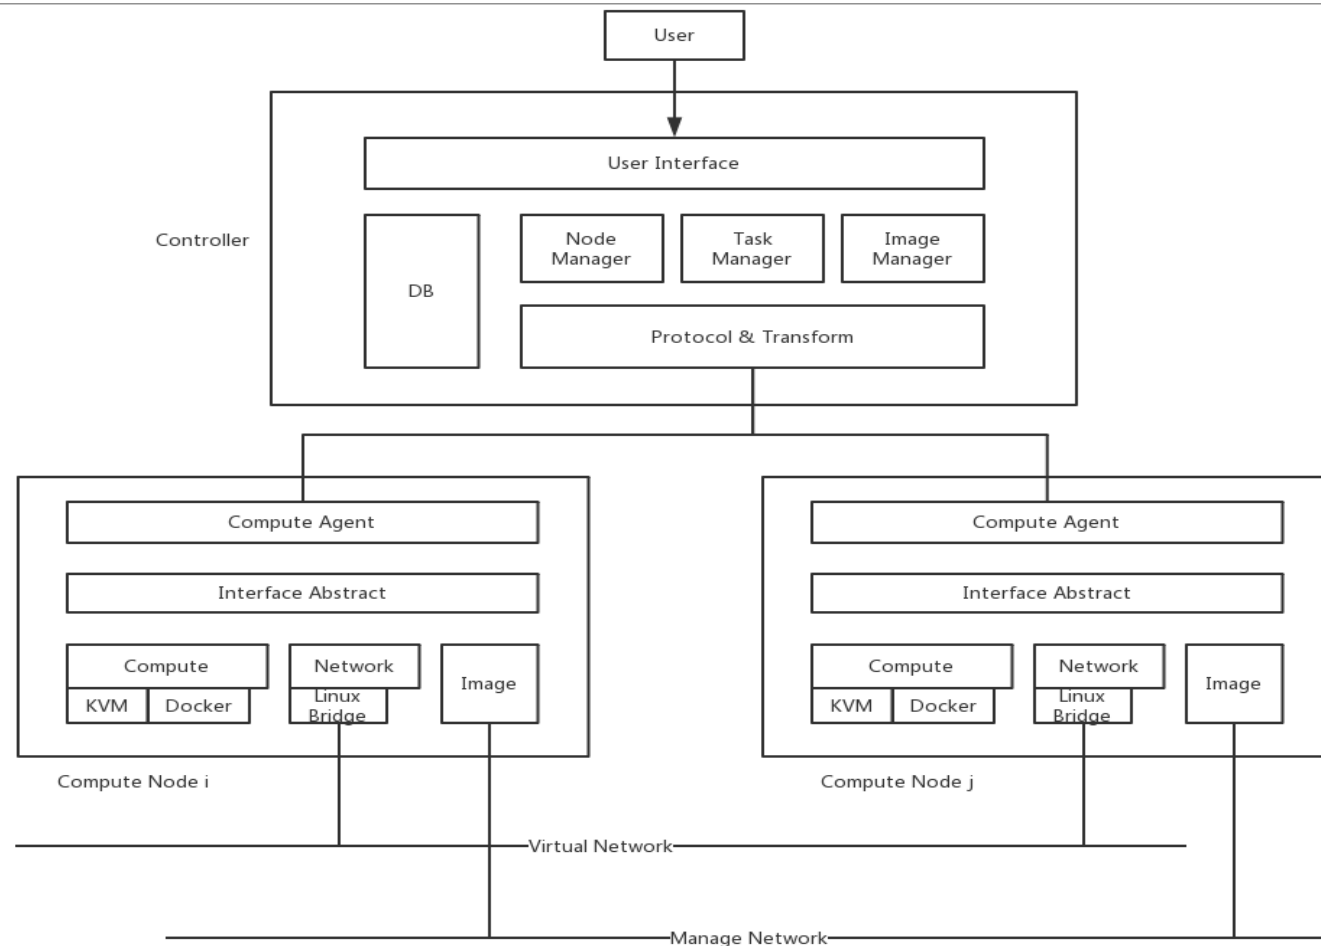 User
User Interface
Controller
DB
Node
Manager
Task
Manager
Image
Manager
Protocol & Transform
Compute Agent
Interface Abstract
Compute
KVM
Docker
Network
Linux
Bridge
Image
Compute Node i
Compute Agent
Interface Abstract
Compute
KVM
Docker
Network
Linux
Bridge
Image
Compute Node j
Virtual Network
Manage Network